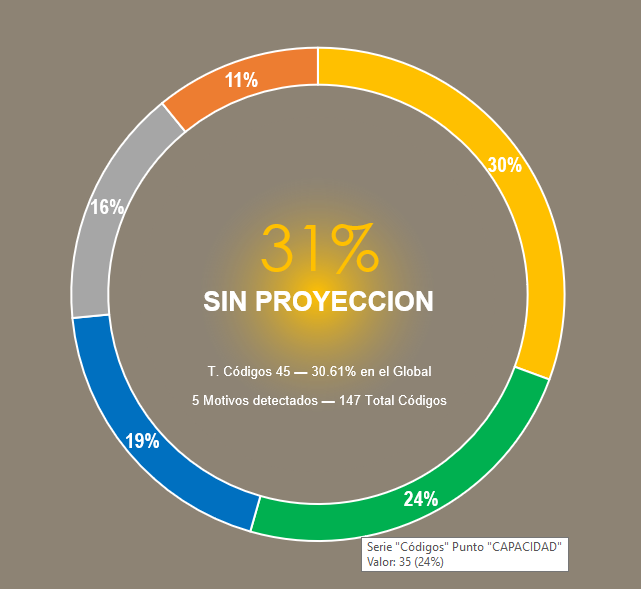 11%
30%
16%
31%
SIN PROYECCION
T. Códigos 45 — 30.61% en el Global
5 Motivos detectados — 147 Total Códigos
19%
24%
Serie "Códigos" Punto "CAPACIDAD"
Valor: 35 (24%)